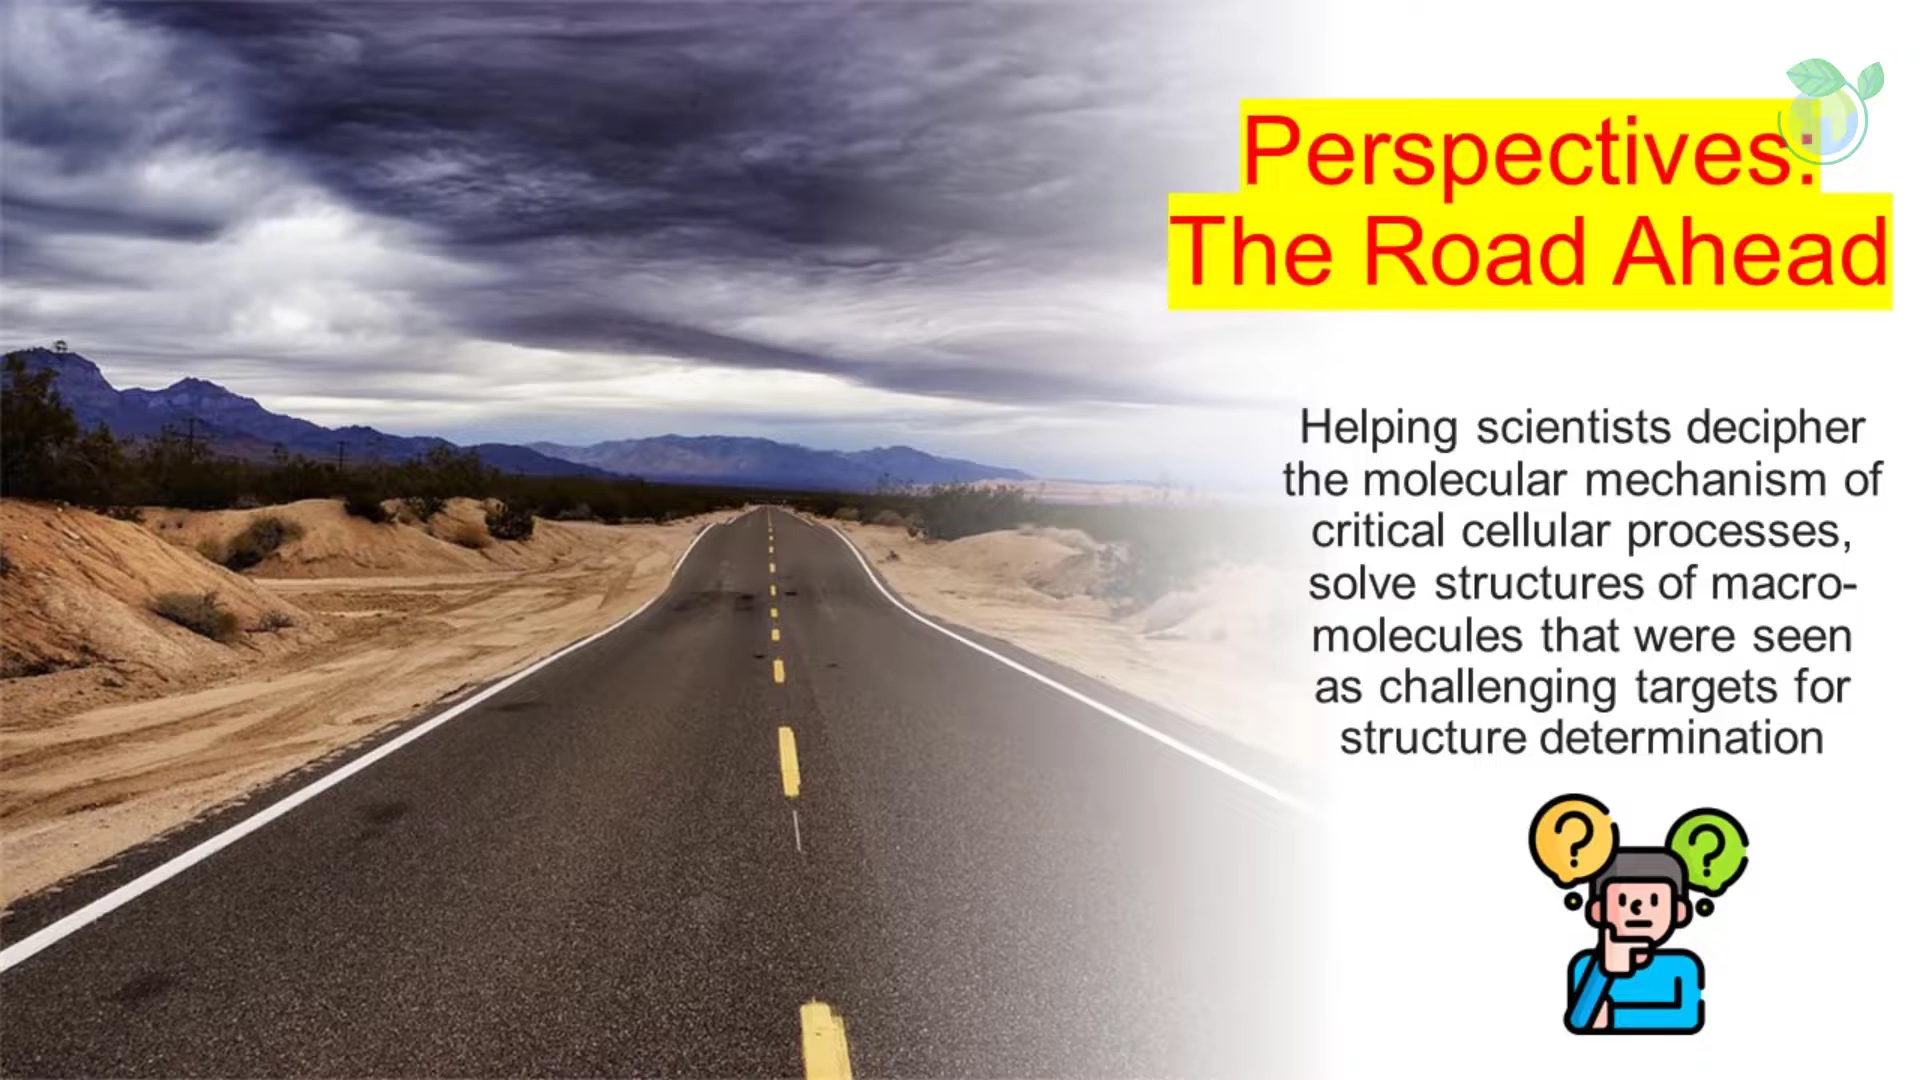 Perspectives:
The Road Ahead
Helping scientists decipher
the molecular mechanism of
critical cellular processes,
solve structures of macro-
molecules that were seen
as challenging targets for
structure determination
? ?